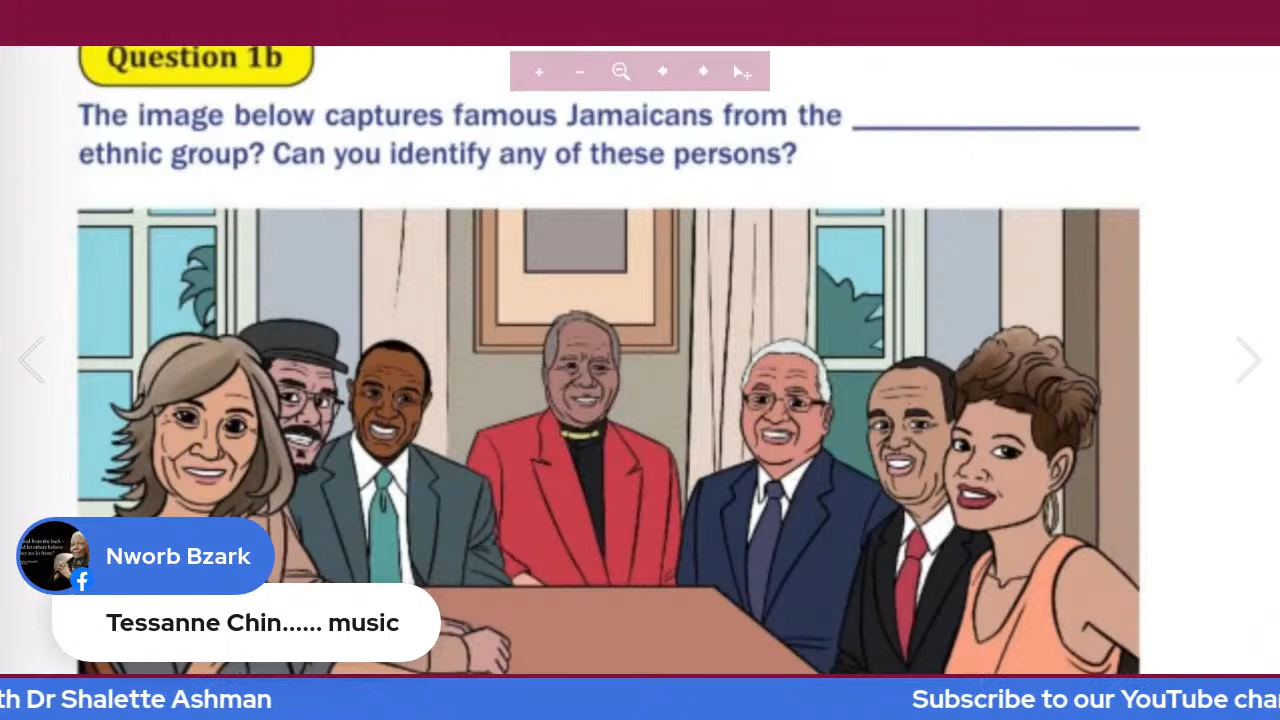 Question 1b
The image below captures famous Jamaicans from the
ethnic group? Can you identify any of these persons?
Nworb Bzark
Tessanne Chin...... music
th Dr Shalette Ashman
Subscribe to our YouTube cha